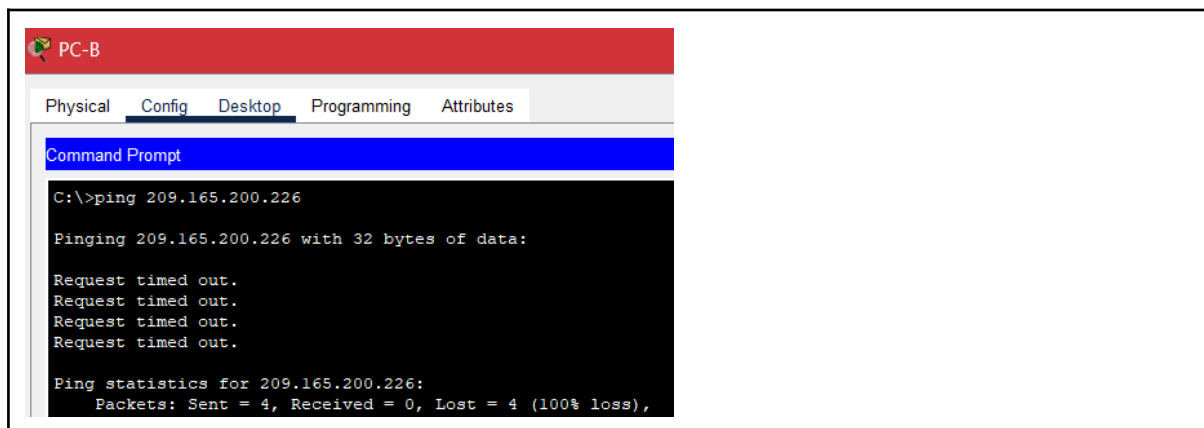 PC-B
Physical Config Desktop Programming Attributes
Command Prompt
C:\>ping 209.165.200.226
Pinging 209.165.200.226 with 32 bytes of data:
Request timed out.
Request timed out.
Request timed out.
Request timed out.
Ping statistics for 209.165.200.226:
Packets: Sent = 4, Received = 0, Lost = 4 (100% loss),